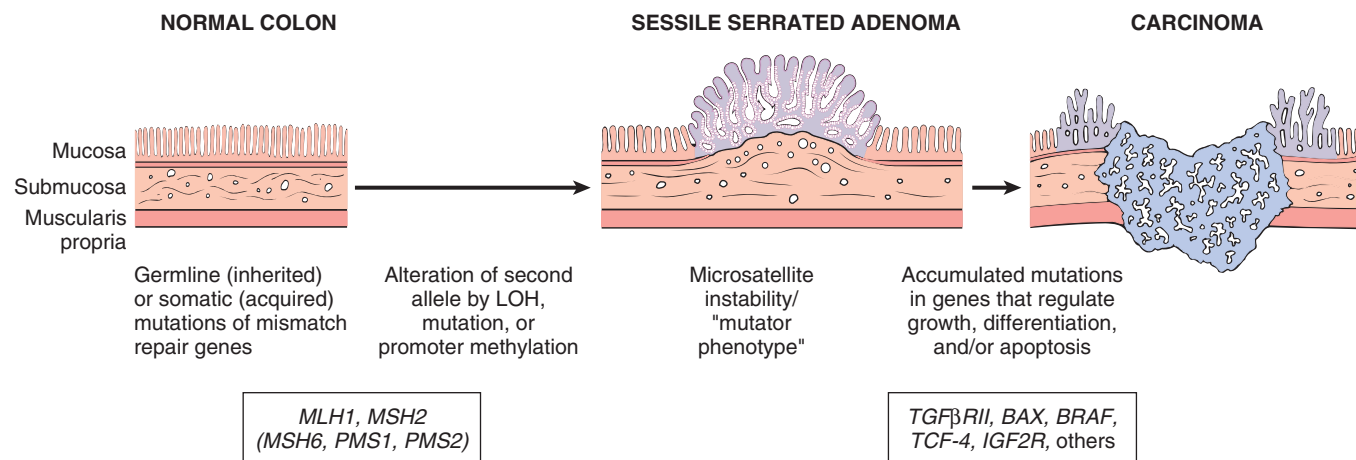 NORMAL COLON
SESSILE SERRATED ADENOMA
CARCINOMA
Mucosa
Submucosa
Muscularis
propria
Germline (inherited)
or somatic (acquired)
mutations of mismatch
repair genes
Alteration of second
allele by LOH,
mutation, or
promoter methylation
Microsatellite
instability/
"mutator
phenotype"
Accumulated mutations
in genes that regulate
growth, differentiation,
and/or apoptosis
MLH1, MSH2
(MSH6, PMS1, PMS2)
TGFβRII, BAX, BRAF,
TCF-4, IGF2R, others